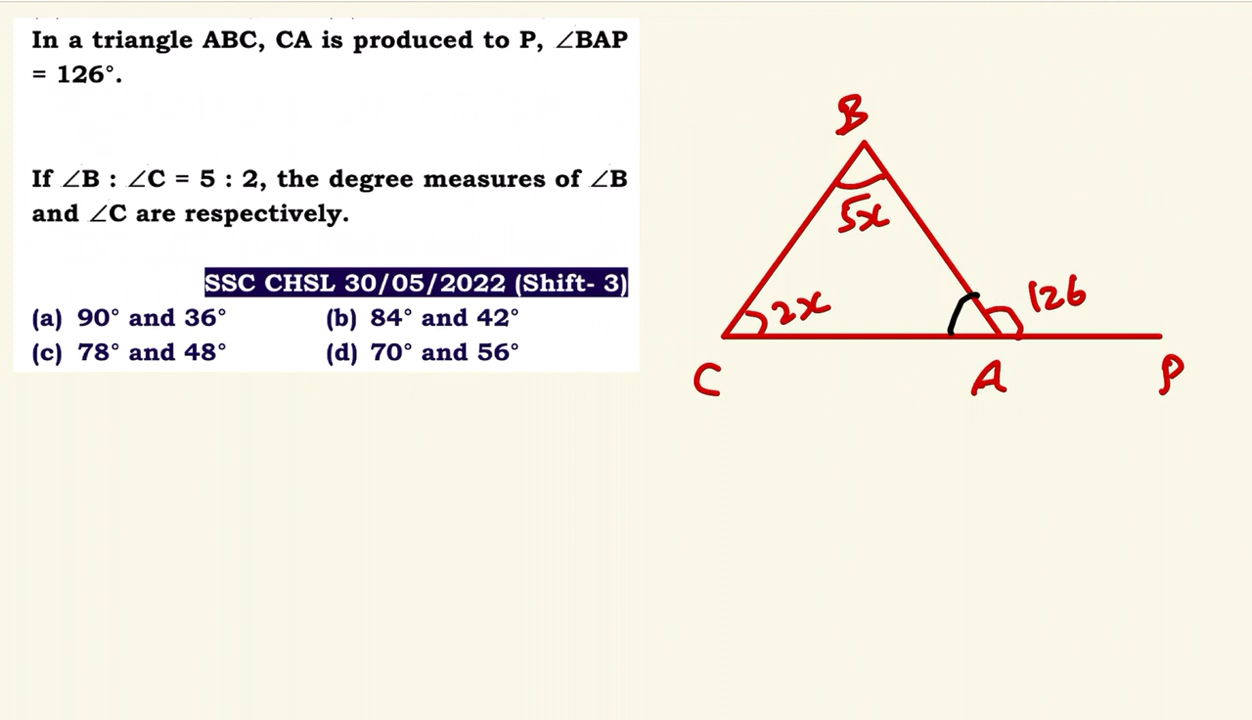 In a triangle ABC, CA is produced to P, ∠BAP
= 126°.
If ∠B : ∠C = 5 : 2, the degree measures of ∠B
and ∠C are respectively.
SSC CHSL 30/05/2022 (Shift- 3)
(a) 90° and 36° (b) 84° and 42°
(c) 78° and 48° (d) 70° and 56°
B
5x
2x
126
C A P